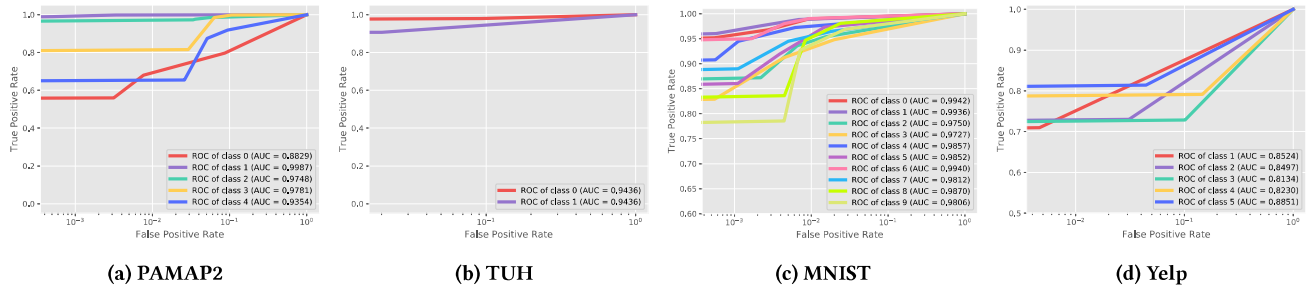 True Positive Rate
1.0
0.8
0.6
0.4
0.2
0.0
ROC of class 0 (AUC = 0.8829)
ROC of class 1 (AUC = 0.9987)
ROC of class 2 (AUC = 0.9748)
ROC of class 3 (AUC = 0.9781)
ROC of class 4 (AUC = 0.9354)
10⁻³
10⁻²
10⁻¹
10⁰
False Positive Rate
(a) PAMAP2
True Positive Rate
1.0
0.8
0.6
0.4
0.2
0.0
ROC of class 0 (AUC = 0,9436)
ROC of class 1 (AUC = 0,9436)
10⁻¹
10⁰
False Positive Rate
(b) TUH
True Positive Rate
1.00
0.95
0.90
0.85
0.80
0.75
0.70
0.65
0.60
ROC of class 0 (AUC = 0.9942)
ROC of class 1 (AUC = 0.9936)
ROC of class 2 (AUC = 0.9750)
ROC of class 3 (AUC = 0.9727)
ROC of class 4 (AUC = 0.9857)
ROC of class 5 (AUC = 0.9852)
ROC of class 6 (AUC = 0.9940)
ROC of class 7 (AUC = 0.9812)
ROC of class 8 (AUC = 0.9870)
ROC of class 9 (AUC = 0.9806)
10⁻³
10⁻²
10⁻¹
10⁰
False Positive Rate
(c) MNIST
True Positive Rate
1.0
0.9
0.8
0.7
0.6
0.5
ROC of class 1 (AUC = 0,8524)
ROC of class 2 (AUC = 0,8497)
ROC of class 3 (AUC = 0,8134)
ROC of class 4 (AUC = 0,8230)
ROC of class 5 (AUC = 0,8851)
10⁻²
10⁻¹
10⁰
False Positive Rate
(d) Yelp